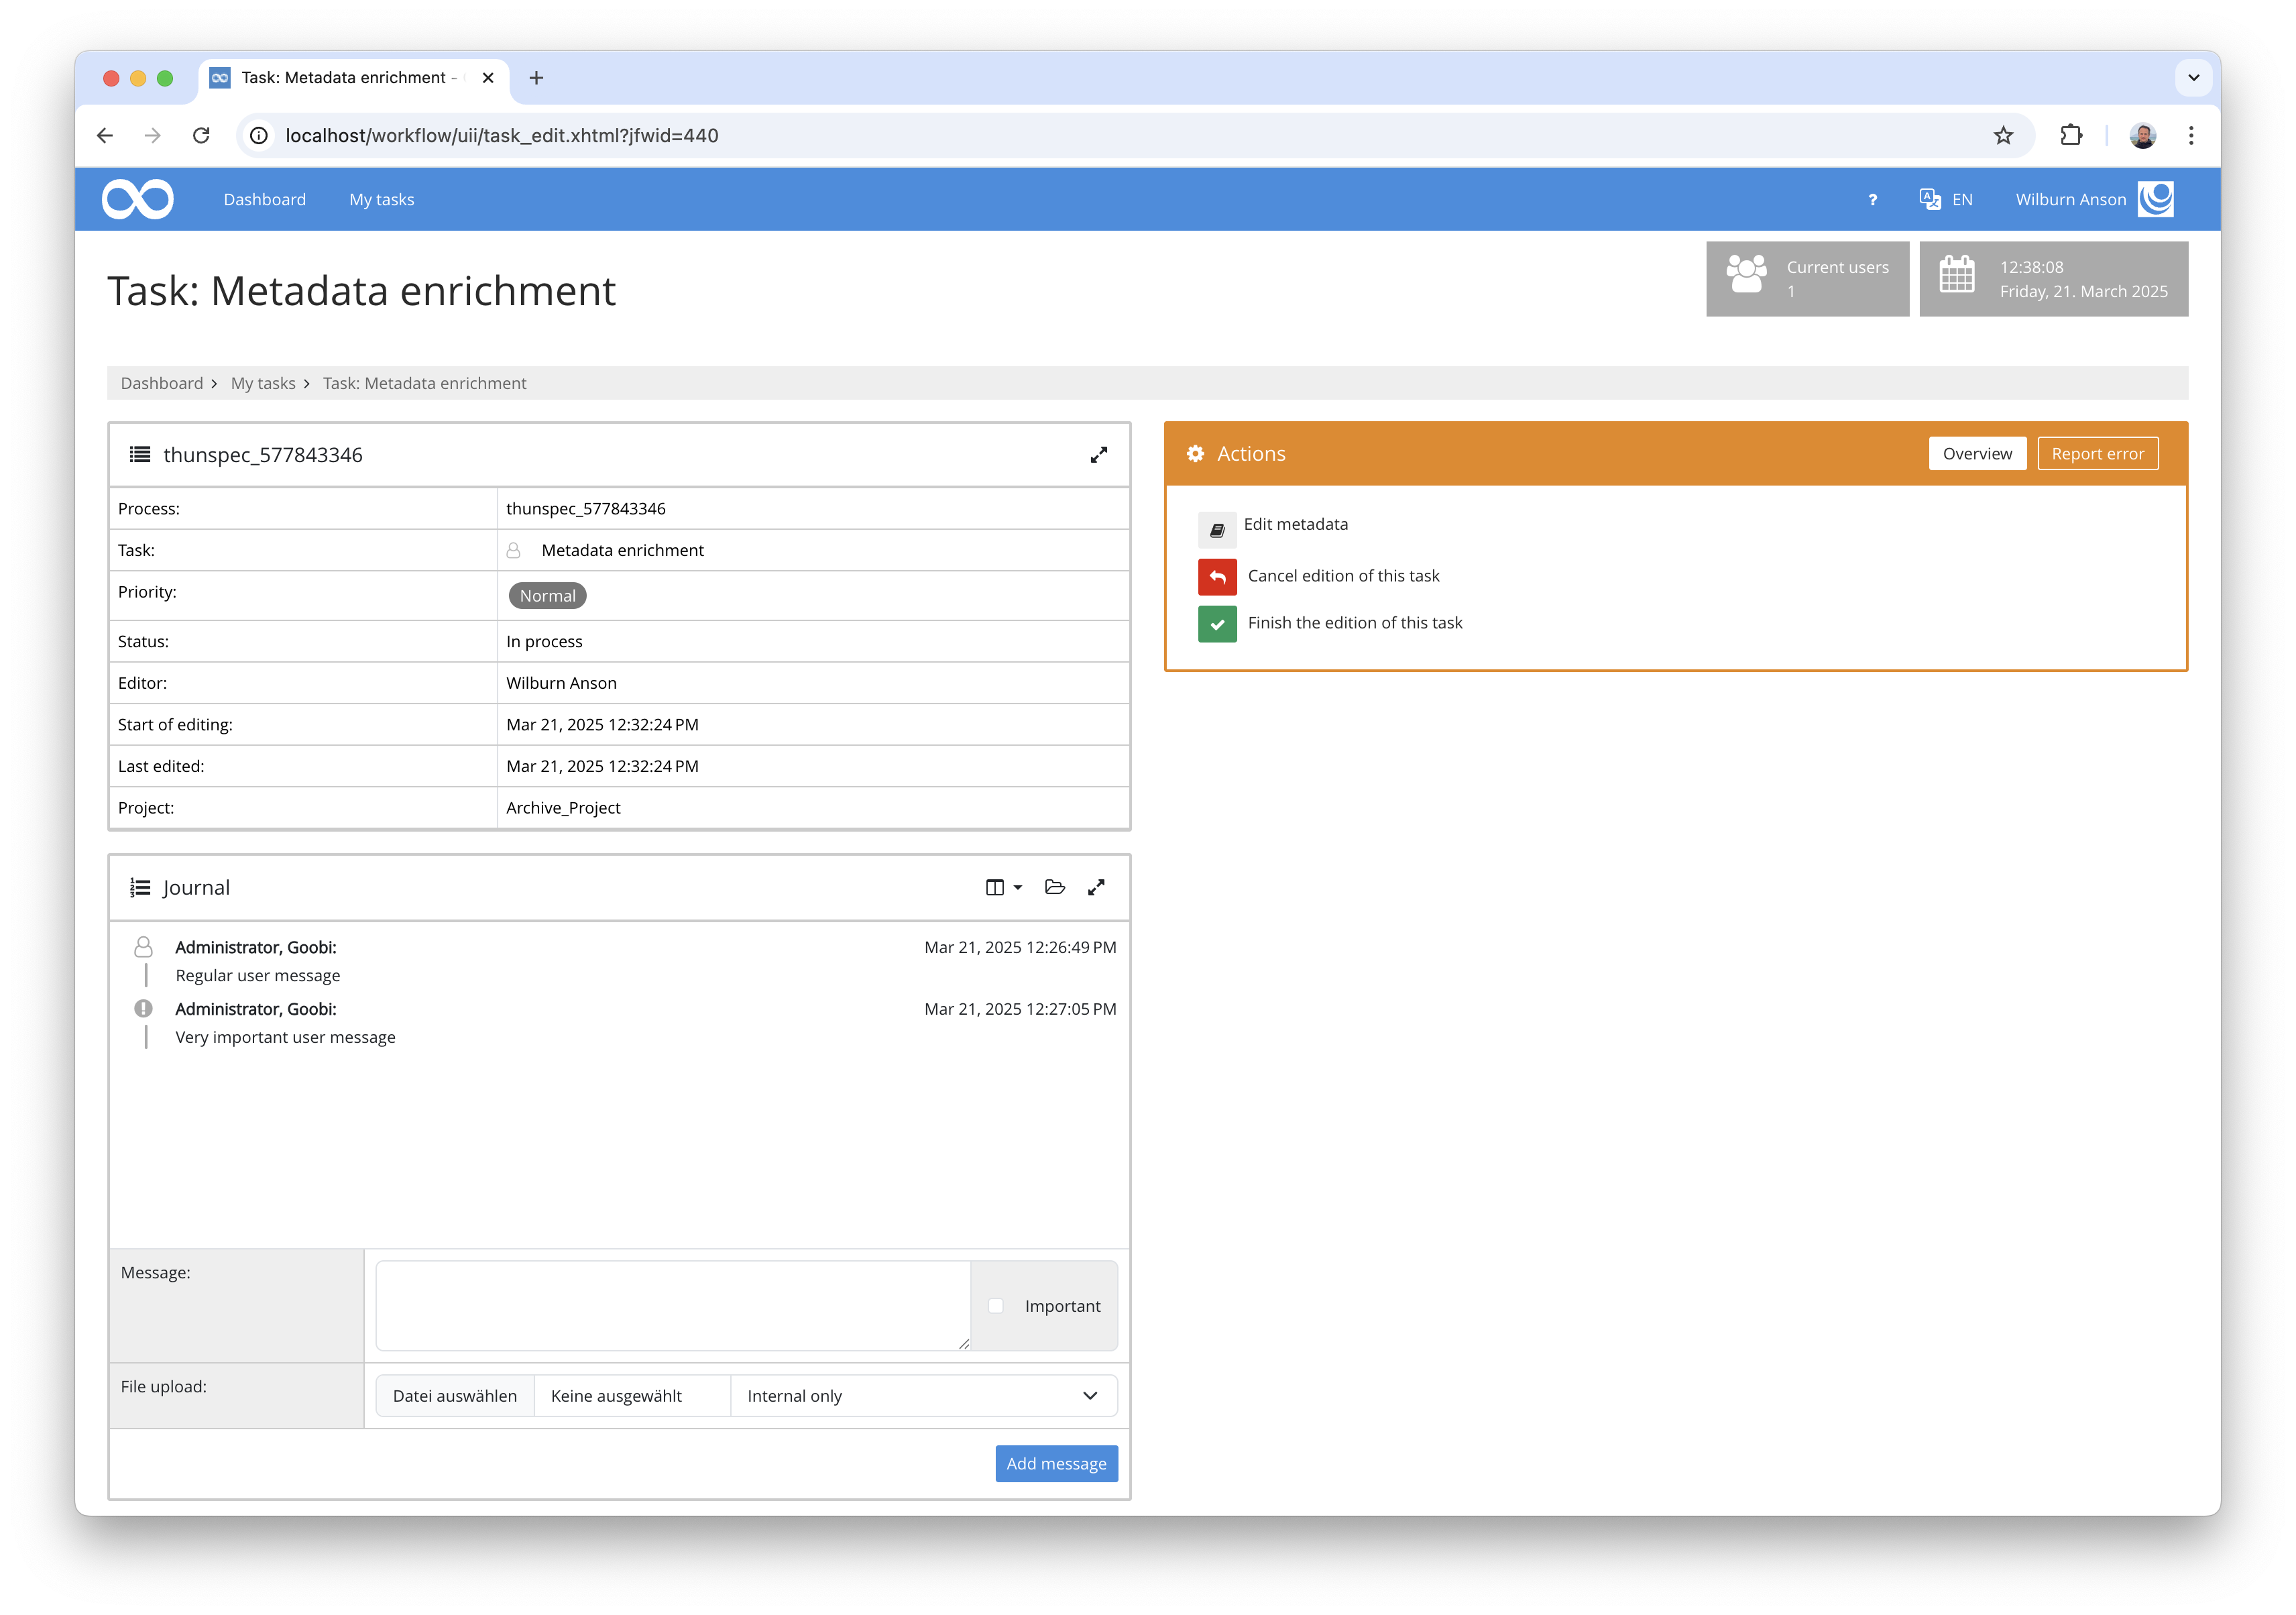 Task: Metadata enrichment -
localhost/workflow/uii/task_edit.xhtml?jfwid=440
Dashboard My tasks ? EN Wilburn Anson
Task: Metadata enrichment
Current users
1
12:38:08
Friday, 21. March 2025
Dashboard My tasks Task: Metadata enrichment
thunspec_577843346
Process: thunspec_577843346
Task: Metadata enrichment
Priority: Normal
Status: In process
Editor: Wilburn Anson
Start of editing: Mar 21, 2025 12:32:24 PM
Last edited: Mar 21, 2025 12:32:24 PM
Project: Archive_Project
Actions Overview Report error
Edit metadata
Cancel edition of this task
Finish the edition of this task
Journal
Administrator, Goobi: Mar 21, 2025 12:26:49 PM
Regular user message
Administrator, Goobi: Mar 21, 2025 12:27:05 PM
Very important user message
Message: Important
File upload: Datei auswählen Keine ausgewählt Internal only
Add message